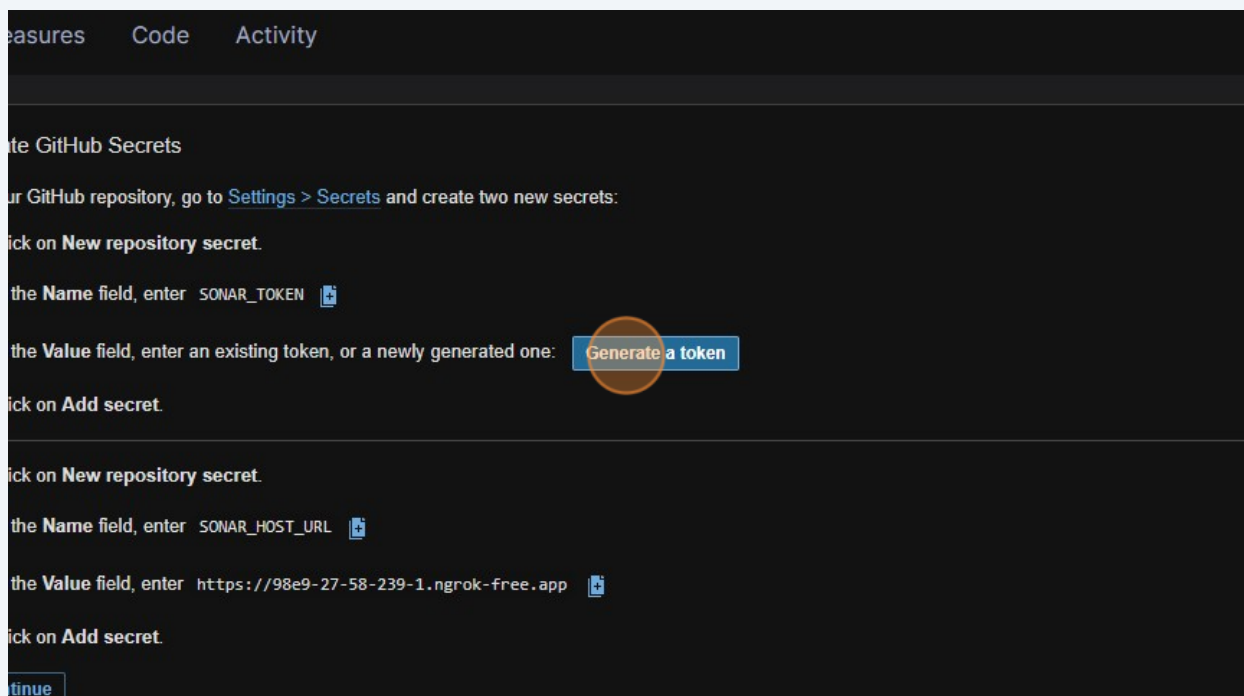 easures Code Activity
ate GitHub Secrets
ur GitHub repository, go to Settings > Secrets and create two new secrets:
ick on New repository secret.
the Name field, enter SONAR_TOKEN
the Value field, enter an existing token, or a newly generated one: Generate a token
ick on Add secret.
ick on New repository secret.
the Name field, enter SONAR_HOST_URL
the Value field, enter https://98e9-27-58-239-1.ngrok-free.app
ick on Add secret.
tinue